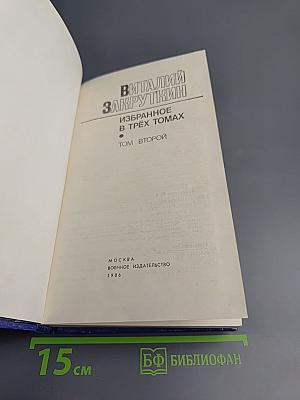 ВИТАЛИЙ
ЗАКРУТКИН
ИЗБРАННОЕ
В ТРЁХ ТОМАХ
ТОМ ВТОРОЙ
МОСКВА
ВОЕННОЕ ИЗДАТЕЛЬСТВО
1986
15 см
БФ БИБЛИОФАН